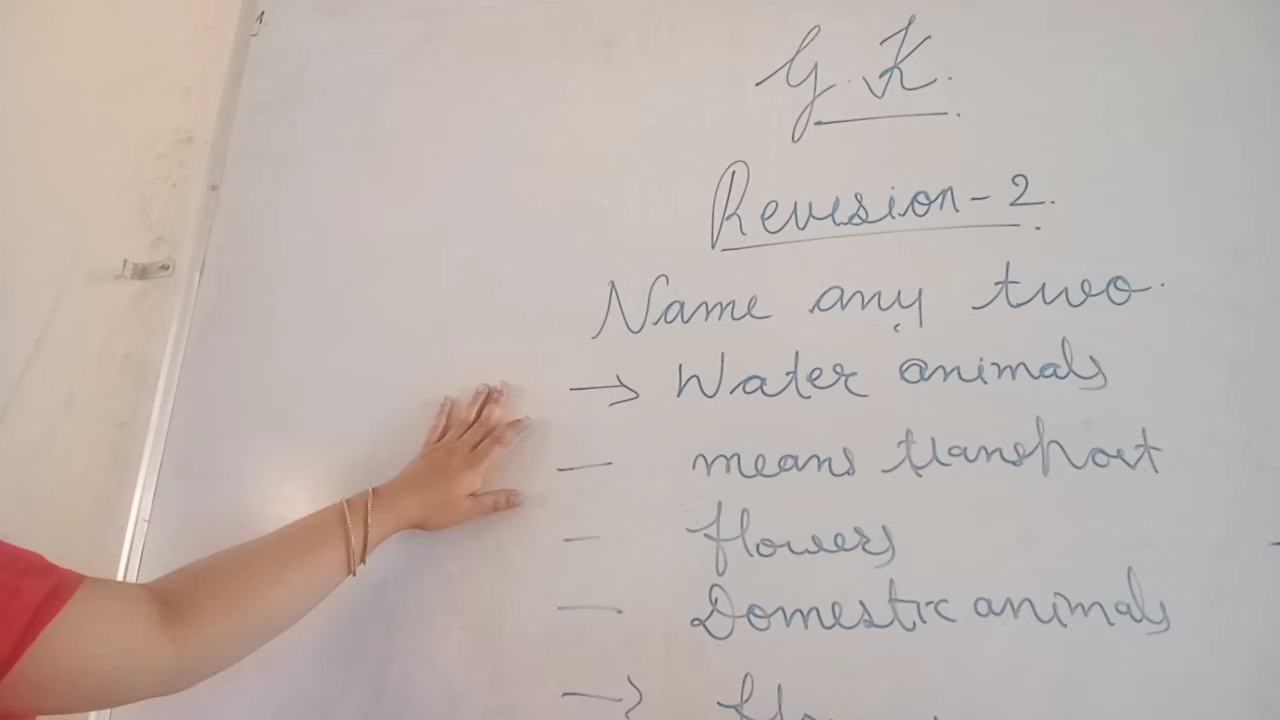 G.K.
Revision-2.
Name any two.
→ Water animals
- means transport
- flowers
- Domestic animals
→